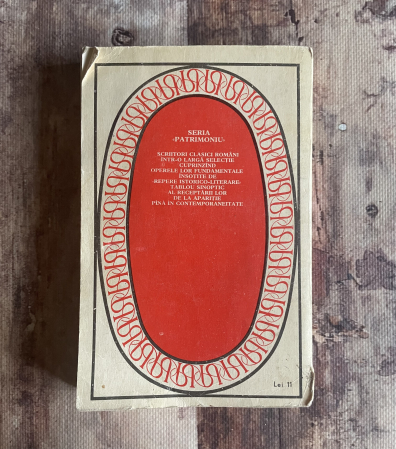 SERIA
«PATRIMONIU»
SCRIITORI CLASICI ROMÂNI
ÎNTR-O LARGĂ SELECȚIE
CUPRINZÎND
OPERELE LOR FUNDAMENTALE
ÎNSOȚITE DE
«REPERE ISTORICO-LITERARE»
TABLOU SINOPTIC
AL RECEPTĂRII LOR
DE LA APARIȚIE
PÎNĂ ÎN CONTEMPORANEITATE
Lei 11